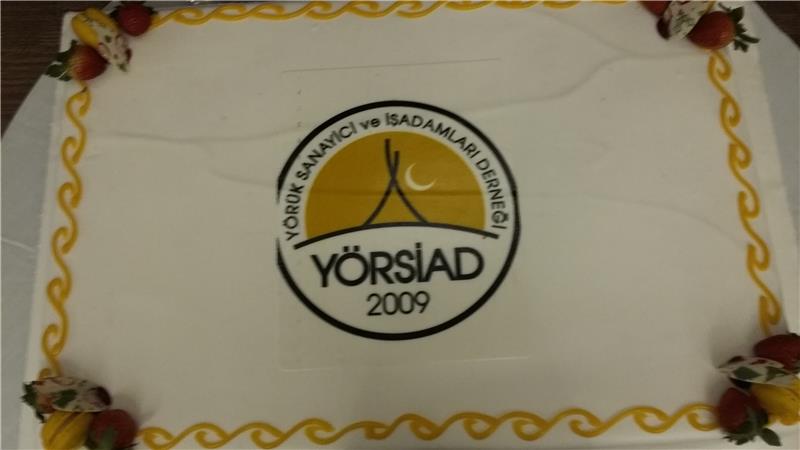 YÖRÜK SANAYİCİ ve İŞADAMLARI DERNEĞİ
YÖRSİAD
2009